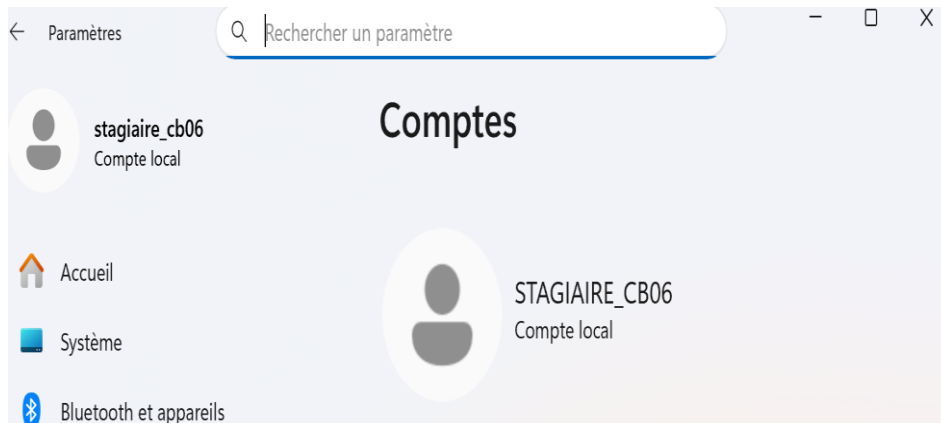 Paramètres
Rechercher un paramètre
stagiaire_cb06
Compte local
Accueil
Système
Bluetooth et appareils
Comptes
STAGIAIRE_CB06
Compte local